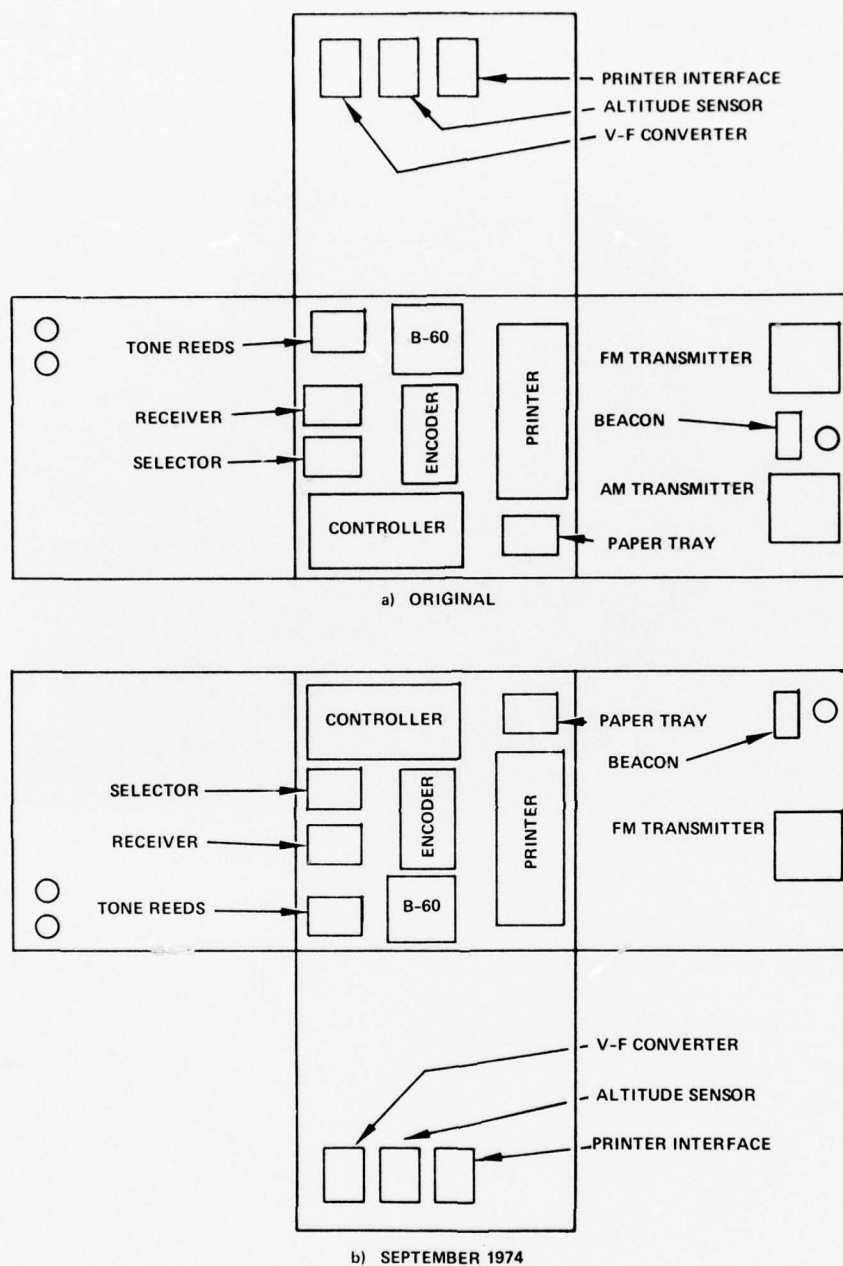 PRINTER INTERFACE
ALTITUDE SENSOR
V-F CONVERTER
TONE REEDS
B-60
FM TRANSMITTER
RECEIVER
ENCODER
PRINTER
BEACON
SELECTOR
AM TRANSMITTER
CONTROLLER
PAPER TRAY
a) ORIGINAL
CONTROLLER
PAPER TRAY
BEACON
SELECTOR
ENCODER
PRINTER
RECEIVER
FM TRANSMITTER
TONE REEDS
B-60
V-F CONVERTER
ALTITUDE SENSOR
PRINTER INTERFACE
b) SEPTEMBER 1974